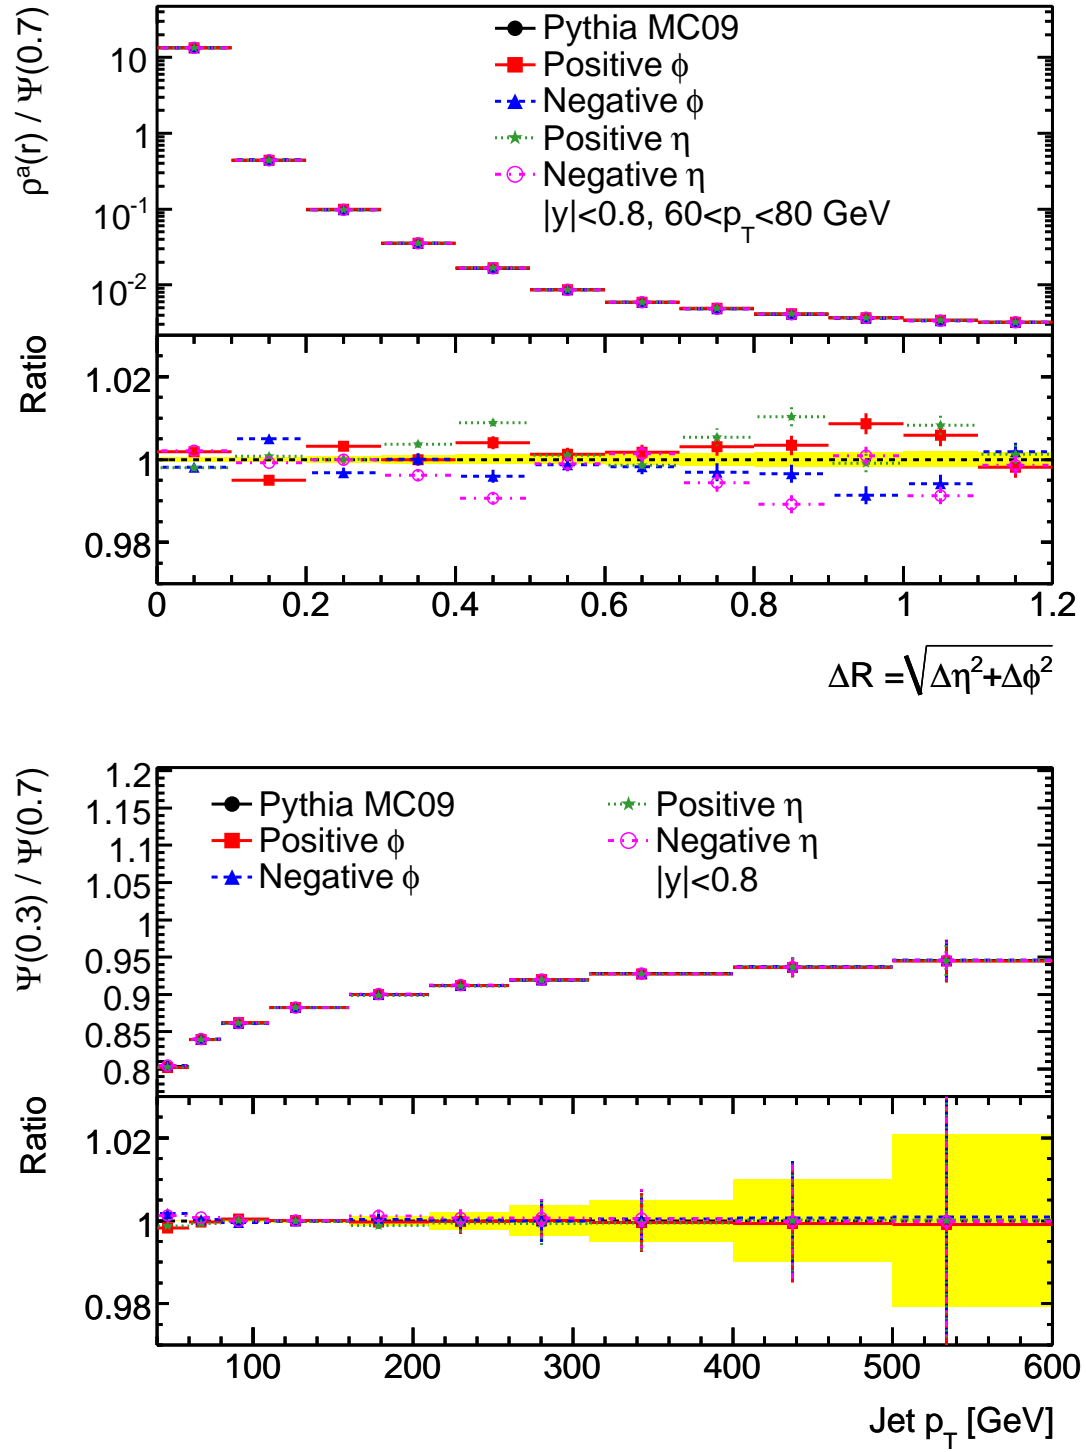 ρᵃ(r) / Ψ(0.7)
10
1
10⁻¹
10⁻²
Pythia MC09
Positive ϕ
Negative ϕ
Positive η
Negative η
|y|<0.8, 60<p_T<80 GeV
Ratio
1.02
1
0.98
0 0.2 0.4 0.6 0.8 1 1.2
ΔR = √Δη²+Δϕ²
Ψ(0.3) / Ψ(0.7)
1.2
1.15
1.1
1.05
1
0.95
0.9
0.85
0.8
Pythia MC09
Positive ϕ
Negative ϕ
Positive η
Negative η
|y|<0.8
Ratio
1.02
1
0.98
100 200 300 400 500 600
Jet p_T [GeV]